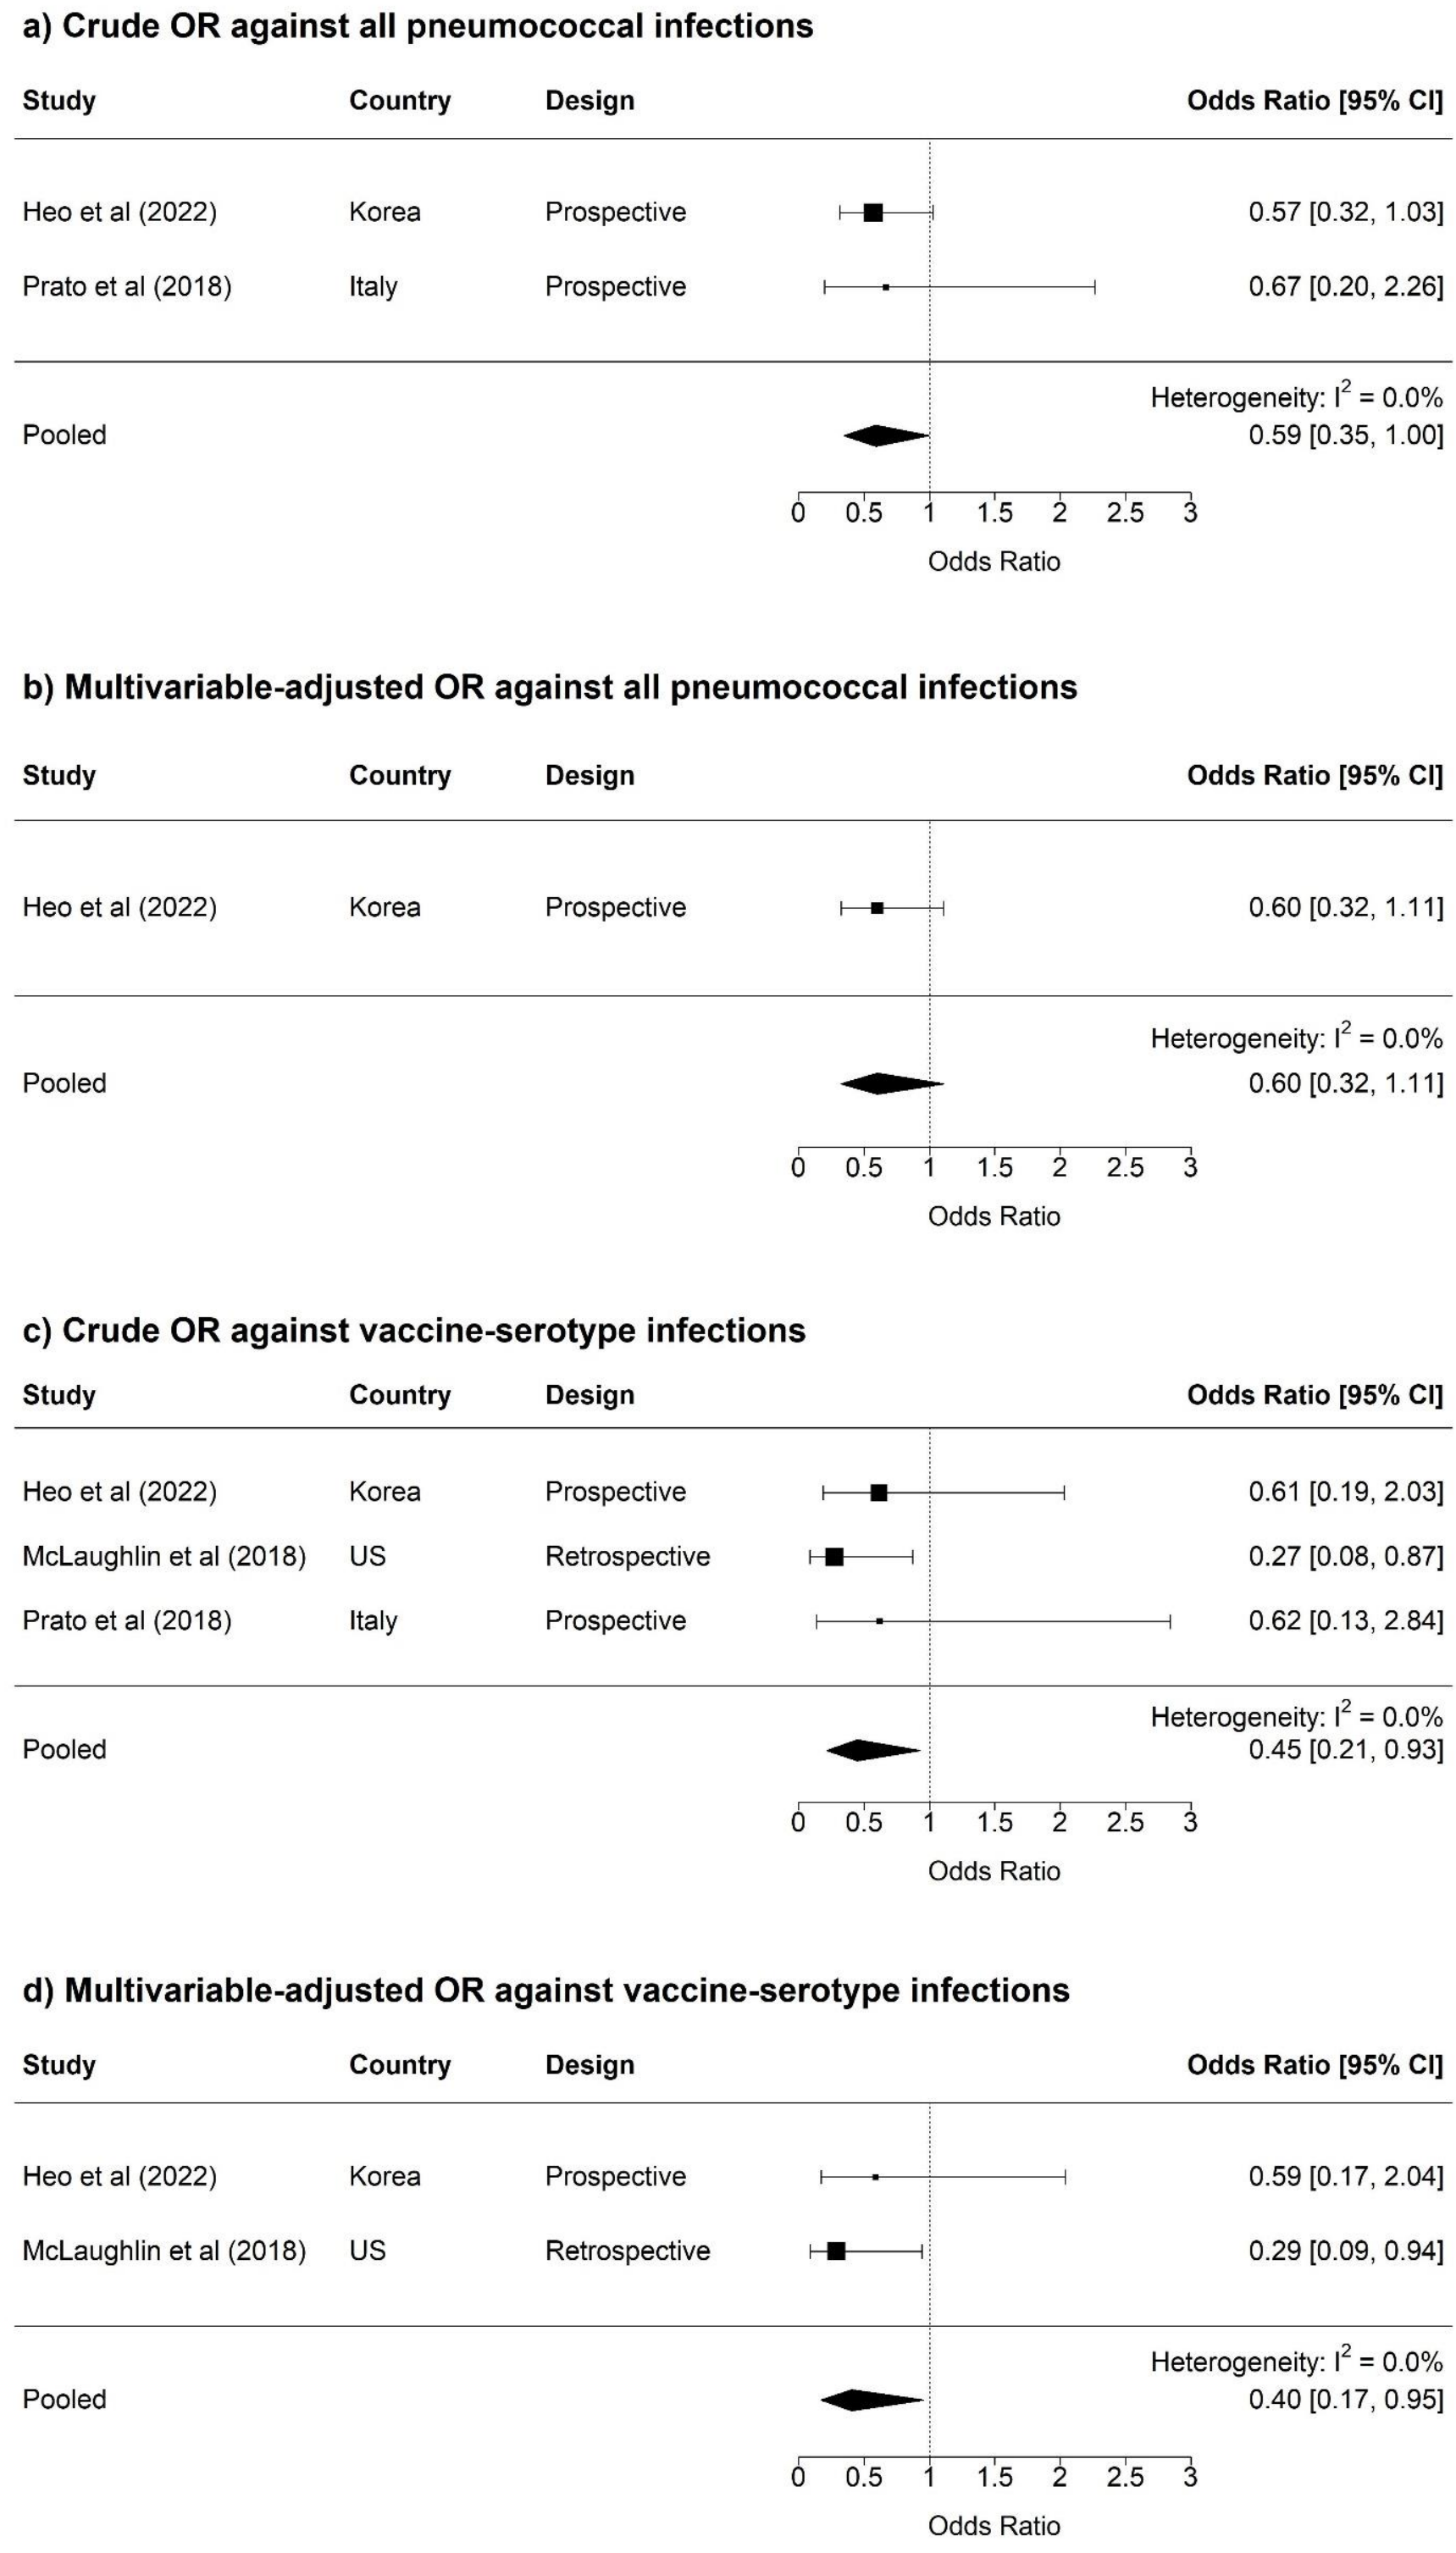 a) Crude OR against all pneumococcal infections
Study Country Design Odds Ratio [95% CI]
Heo et al (2022) Korea Prospective 0.57 [0.32, 1.03]
Prato et al (2018) Italy Prospective 0.67 [0.20, 2.26]
Heterogeneity: I² = 0.0%
Pooled 0.59 [0.35, 1.00]
0 0.5 1 1.5 2 2.5 3
Odds Ratio
b) Multivariable-adjusted OR against all pneumococcal infections
Study Country Design Odds Ratio [95% CI]
Heo et al (2022) Korea Prospective 0.60 [0.32, 1.11]
Heterogeneity: I² = 0.0%
Pooled 0.60 [0.32, 1.11]
0 0.5 1 1.5 2 2.5 3
Odds Ratio
c) Crude OR against vaccine-serotype infections
Study Country Design Odds Ratio [95% CI]
Heo et al (2022) Korea Prospective 0.61 [0.19, 2.03]
McLaughlin et al (2018) US Retrospective 0.27 [0.08, 0.87]
Prato et al (2018) Italy Prospective 0.62 [0.13, 2.84]
Heterogeneity: I² = 0.0%
Pooled 0.45 [0.21, 0.93]
0 0.5 1 1.5 2 2.5 3
Odds Ratio
d) Multivariable-adjusted OR against vaccine-serotype infections
Study Country Design Odds Ratio [95% CI]
Heo et al (2022) Korea Prospective 0.59 [0.17, 2.04]
McLaughlin et al (2018) US Retrospective 0.29 [0.09, 0.94]
Heterogeneity: I² = 0.0%
Pooled 0.40 [0.17, 0.95]
0 0.5 1 1.5 2 2.5 3
Odds Ratio